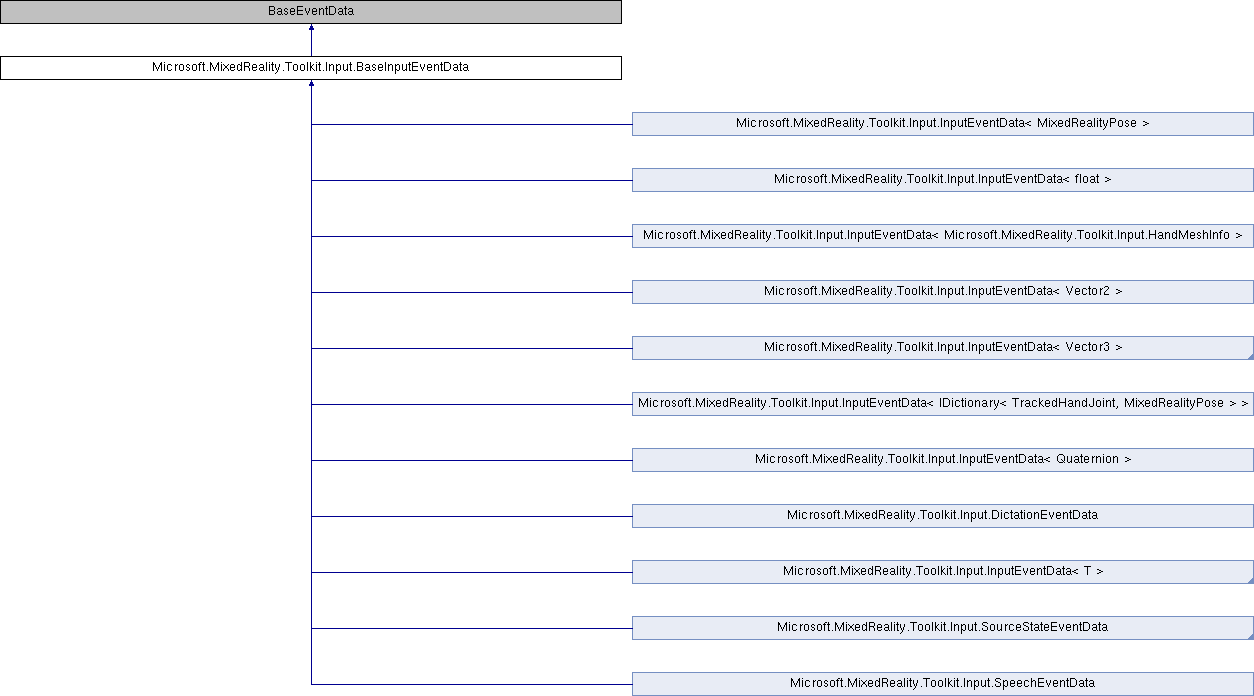 BaseEventData
Microsoft.MixedReality.Toolkit.Input.BaseInputEventData
Microsoft.MixedReality.Toolkit.Input.InputEventData< MixedRealityPose >
Microsoft.MixedReality.Toolkit.Input.InputEventData< float >
Microsoft.MixedReality.Toolkit.Input.InputEventData< Microsoft.MixedReality.Toolkit.Input.HandMeshInfo >
Microsoft.MixedReality.Toolkit.Input.InputEventData< Vector2 >
Microsoft.MixedReality.Toolkit.Input.InputEventData< Vector3 >
Microsoft.MixedReality.Toolkit.Input.InputEventData< IDictionary< TrackedHandJoint, MixedRealityPose > >
Microsoft.MixedReality.Toolkit.Input.InputEventData< Quaternion >
Microsoft.MixedReality.Toolkit.Input.DictationEventData
Microsoft.MixedReality.Toolkit.Input.InputEventData< T >
Microsoft.MixedReality.Toolkit.Input.SourceStateEventData
Microsoft.MixedReality.Toolkit.Input.SpeechEventData